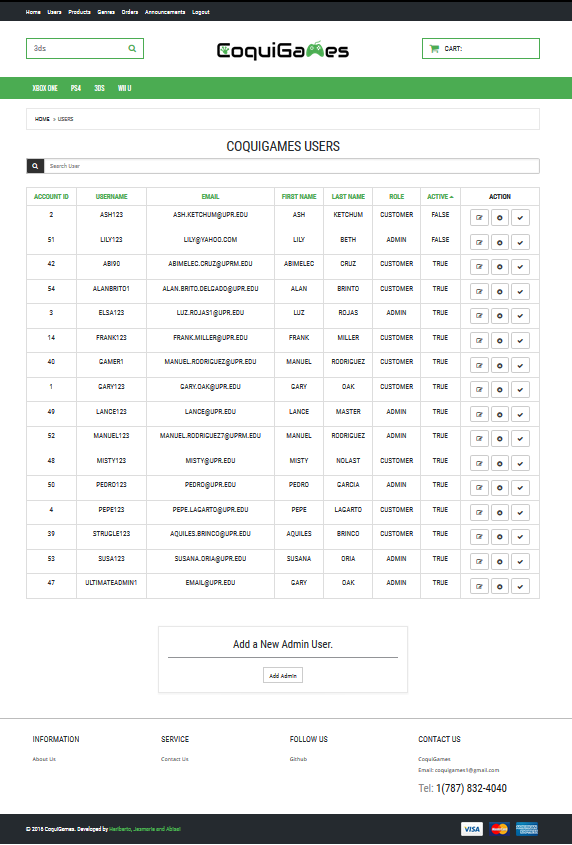 Home Users Products Genres Orders Announcements Logout
3ds CoquiGames CART:
XBOX ONE PS4 3DS WII U
HOME > USERS
COQUIGAMES USERS
Search User
ACCOUNT ID USERNAME EMAIL FIRST NAME LAST NAME ROLE ACTIVE ACTION
2 ASH123 ASH.KETCHUM@UPR.EDU ASH KETCHUM CUSTOMER FALSE
51 LILY123 LILY@YAHOO.COM LILY BETH ADMIN FALSE
42 ABI90 ABIMELEC.CRUZ@UPRM.EDU ABIMELEC CRUZ CUSTOMER TRUE
54 ALANBRITO1 ALAN.BRITO.DELGADO@UPR.EDU ALAN BRINTO CUSTOMER TRUE
3 ELSA123 LUZ.ROJAS1@UPR.EDU LUZ ROJAS ADMIN TRUE
14 FRANK123 FRANK.MILLER@UPR.EDU FRANK MILLER CUSTOMER TRUE
40 GAMER1 MANUEL.RODRIGUEZ@UPR.EDU MANUEL RODRIGUEZ CUSTOMER TRUE
1 GARY123 GARY.OAK@UPR.EDU GARY OAK CUSTOMER TRUE
49 LANCE123 LANCE@UPR.EDU LANCE MASTER ADMIN TRUE
52 MANUEL123 MANUEL.RODRIGUEZ7@UPRM.EDU MANUEL RODRIGUEZ ADMIN TRUE
48 MISTY123 MISTY@UPR.EDU MISTY NOLAST CUSTOMER TRUE
50 PEDRO123 PEDRO@UPR.EDU PEDRO GARCIA ADMIN TRUE
4 PEPE123 PEPE.LAGARTO@UPR.EDU PEPE LAGARTO CUSTOMER TRUE
39 STRUGLE123 AQUILES.BRINCO@UPR.EDU AQUILES BRINCO CUSTOMER TRUE
53 SUSA123 SUSANA.ORIA@UPR.EDU SUSANA ORIA ADMIN TRUE
47 ULTIMATEADMIN1 EMAIL@UPR.EDU GARY OAK ADMIN TRUE
Add a New Admin User.
Add Admin
INFORMATION SERVICE FOLLOW US CONTACT US
About Us Contact Us Github CoquiGames
Email: coquigames1@gmail.com
Tel: 1(787) 832-4040
© 2016 CoquiGames. Developed by Heriberto, Jesmarie and Abisai VISA MasterCard